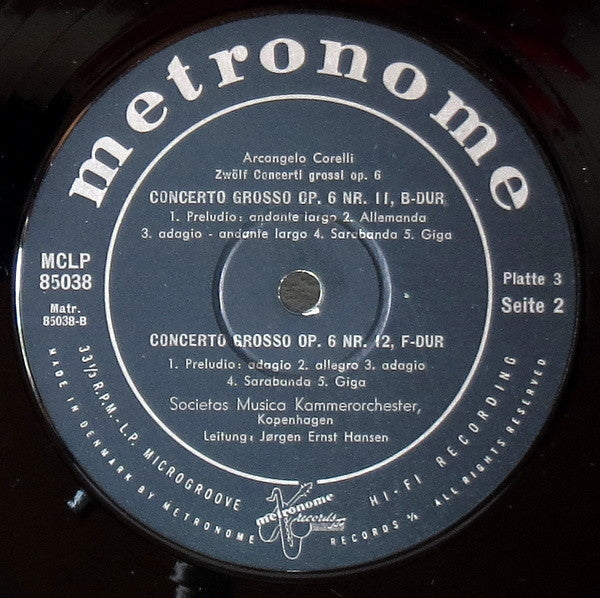 metronome
Arcangelo Corelli
Zwölf Concerti grossi op. 6
CONCERTO GROSSO OP. 6 NR. 11, B-DUR
1. Preludio: andante largo 2. Allemanda
3. adagio - andante largo 4. Sarabanda 5. Giga
MCLP
85038
Matr.
85038-B
Platte 3
Seite 2
CONCERTO GROSSO OP. 6 NR. 12, F-DUR
1. Preludio: adagio 2. allegro 3. adagio
4. Sarabanda 5. Giga
Societas Musica Kammerorchester,
Kopenhagen
Leitung: Jørgen Ernst Hansen
33⅓ R.P.M.-L.P. MICROGROOVE
HI-FI RECORDING
metronome
records
MADE IN DENMARK BY METRONOME RECORDS A/S ALL RIGHTS RESERVED